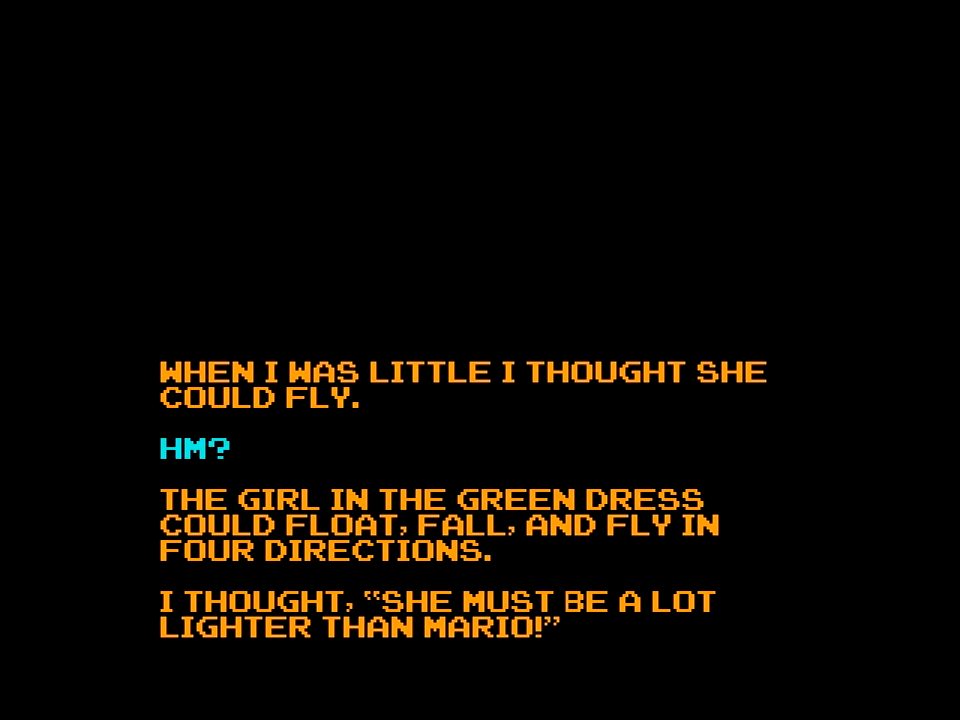 WHEN I WAS LITTLE I THOUGHT SHE
COULD FLY.
HM?
THE GIRL IN THE GREEN DRESS
COULD FLOAT, FALL, AND FLY IN
FOUR DIRECTIONS.
I THOUGHT, “SHE MUST BE A LOT
LIGHTER THAN MARIO!”